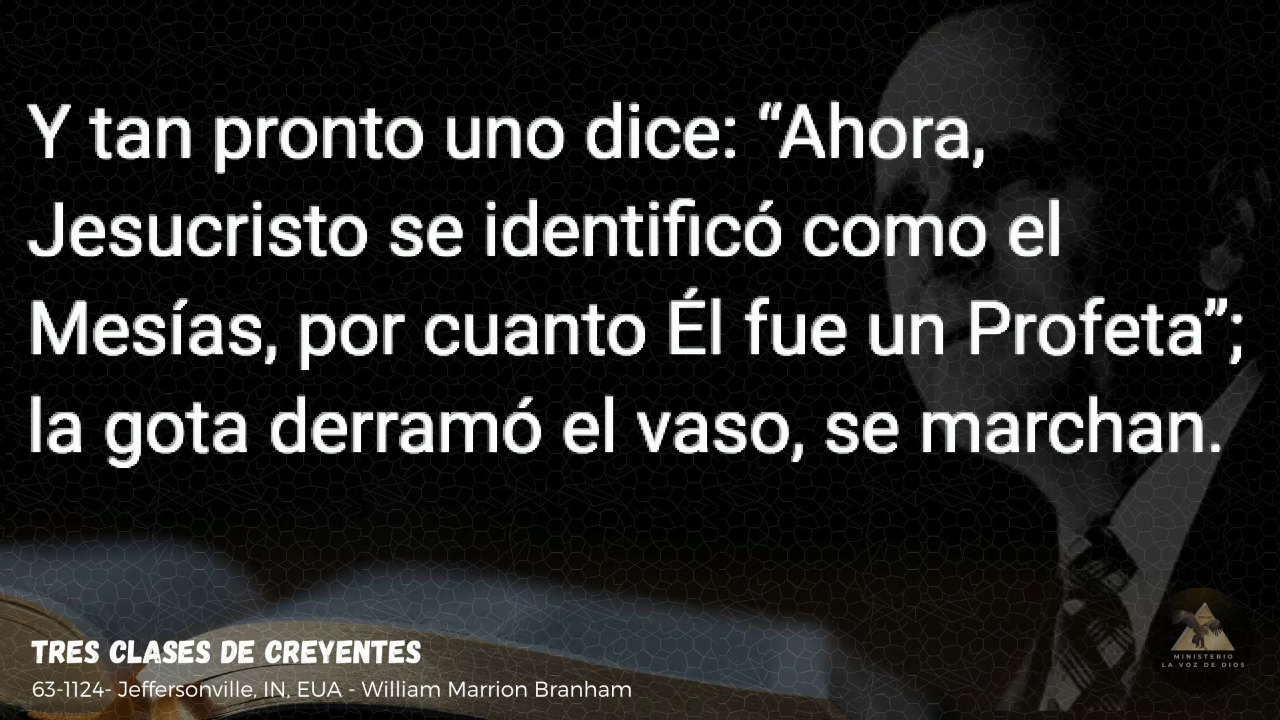 Y tan pronto uno dice: “Ahora,
Jesucristo se identificó como el
Mesías, por cuanto Él fue un Profeta”;
la gota derramó el vaso, se marchan.
TRES CLASES DE CREYENTES
63-1124- Jeffersonville, IN, EUA - William Marrion Branham
MINISTERIO
LA VOZ DE DIOS